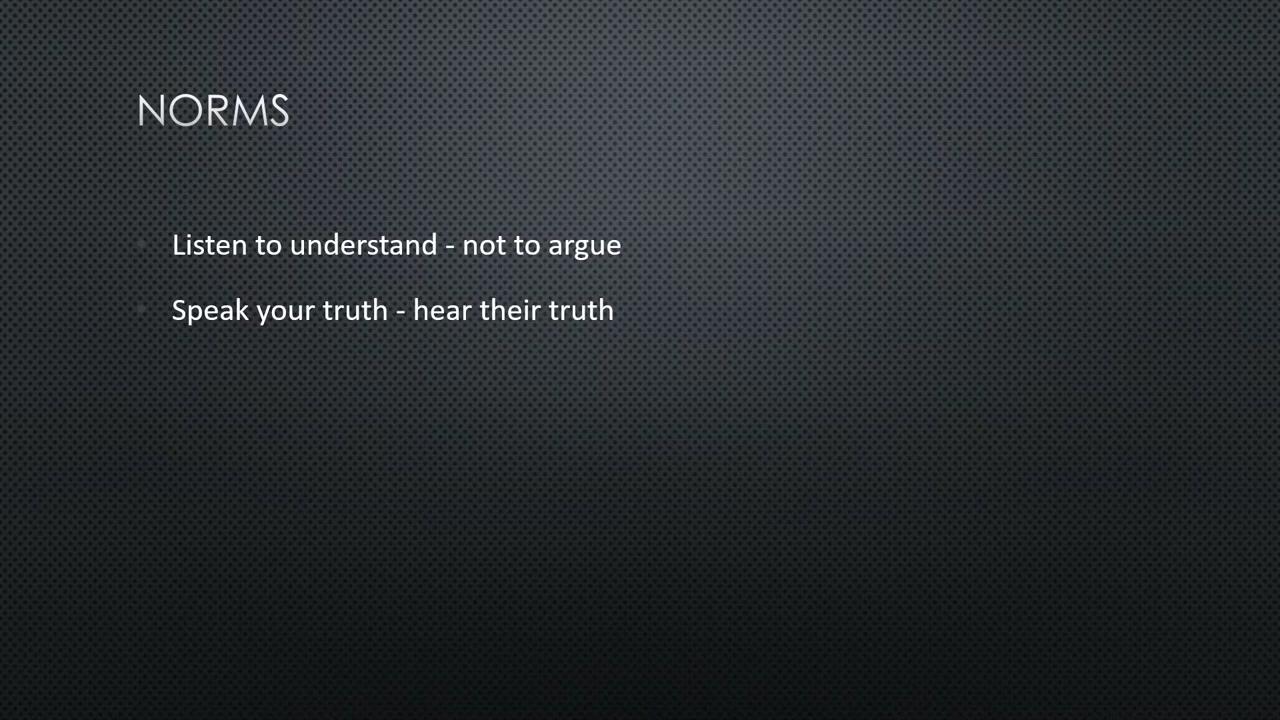 NORMS
Listen to understand - not to argue
Speak your truth - hear their truth